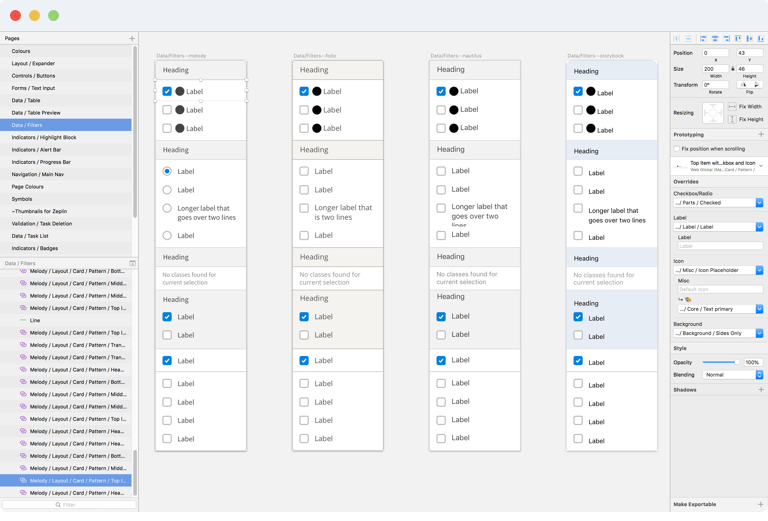 Pages
Colours
Layout / Expander
Controls / Buttons
Forms / Text Input
Data / Table
Data / Table Preview
Data / Filters
Indicators / Highlight Block
Indicators / Alert Bar
Indicators / Progress Bar
Navigation / Main Nav
Page Colours
Symbols
~Thumbnails for Zeplin
Validation / Task Deletion
Data / Task List
Indicators / Badges
Data / Filters
Melody / Layout / Card / Pattern / Bott...
Melody / Layout / Card / Pattern / Midd...
Melody / Layout / Card / Pattern / Midd...
Melody / Layout / Card / Pattern / Top I...
Line
Melody / Layout / Card / Pattern / Top I...
Melody / Layout / Card / Pattern / Tran...
Melody / Layout / Card / Pattern / Tran...
Melody / Layout / Card / Pattern / Hea...
Melody / Layout / Card / Pattern / Bott...
Melody / Layout / Card / Pattern / Midd...
Melody / Layout / Card / Pattern / Midd...
Melody / Layout / Card / Pattern / Top I...
Melody / Layout / Card / Pattern / Hea...
Melody / Layout / Card / Pattern / Hea...
Melody / Layout / Card / Pattern / Bott...
Melody / Layout / Card / Pattern / Midd...
Melody / Layout / Card / Pattern / Top I...
Melody / Layout / Card / Pattern / Hea...
Filter
Data/Filters--melody
Heading
Label
Label
Label
Heading
Label
Label
Longer label that
goes over two lines
Label
Heading
No classes found for
current selection
Heading
Label
Label
Label
Label
Label
Label
Label
Data/Filters--folio
Heading
Label
Label
Label
Heading
Label
Label
Longer label that
is two lines
Label
Heading
No classes found for
current selection
Heading
Label
Label
Label
Label
Label
Label
Label
Data/Filters--nautilus
Heading
Label
Label
Label
Heading
Label
Label
Longer label that
goes over two
lines
Label
Heading
No classes found for
current selection
Heading
Label
Label
Label
Label
Label
Label
Label
Data/Filters--storybook
Heading
Label
Label
Label
Heading
Label
Label
Longer label that
goes over two lines
Label
Heading
No classes found for
current selection
Heading
Label
Label
Label
Label
Label
Label
Label
Position
0
43
X
Y
Size
200
46
Width
Height
Transform
0°
Rotate
Flip
Resizing
Fix Width
Fix Height
Prototyping
Fix position when scrolling
Top item wit...kbox and Icon
Web Global (Ma...Card / Pattern /
Overrides
Checkbox/Radio
.../ Parts / Checked
Label
.../ Label / Label
Label
Label
Icon
.../ Misc / Icon Placeholder
Misc
Default icon
.../ Core / Text primary
Background
.../ Background / Sides Only
Style
Opacity
100%
Blending
Normal
Shadows
Make Exportable